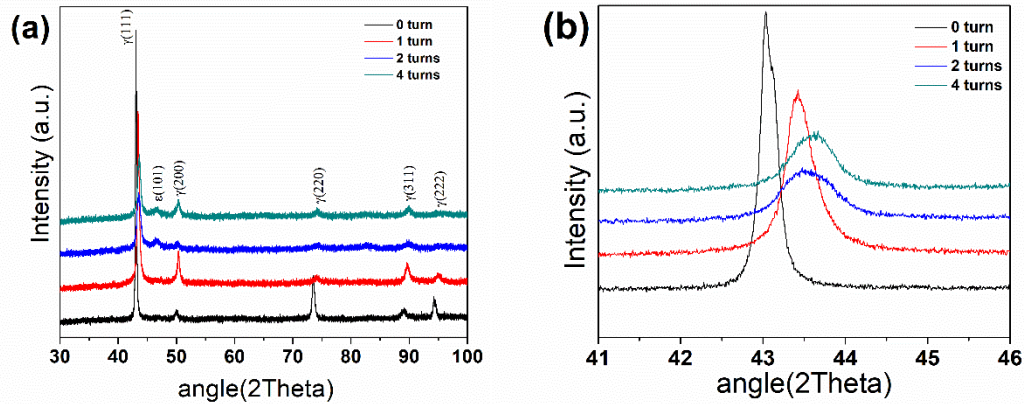 (a)
γ(111)
0 turn
1 turn
2 turns
4 turns
ε(101)
γ(200)
γ(220)
γ(311)
γ(222)
Intensity (a.u.)
30 40 50 60 70 80 90 100
angle(2Theta)
(b)
0 turn
1 turn
2 turns
4 turns
Intensity (a.u.)
41 42 43 44 45 46
angle(2Theta)